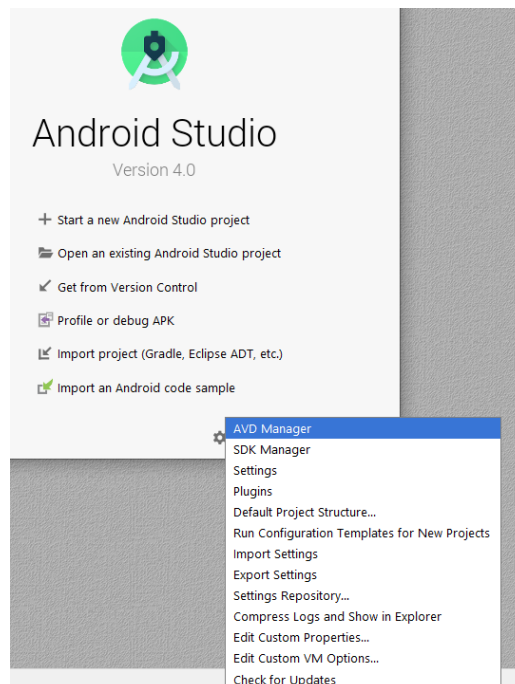 Android Studio
Version 4.0
Start a new Android Studio project
Open an existing Android Studio project
Get from Version Control
Profile or debug APK
Import project (Gradle, Eclipse ADT, etc.)
Import an Android code sample
AVD Manager
SDK Manager
Settings
Plugins
Default Project Structure...
Run Configuration Templates for New Projects
Import Settings
Export Settings
Settings Repository...
Compress Logs and Show in Explorer
Edit Custom Properties...
Edit Custom VM Options...
Check for Updates